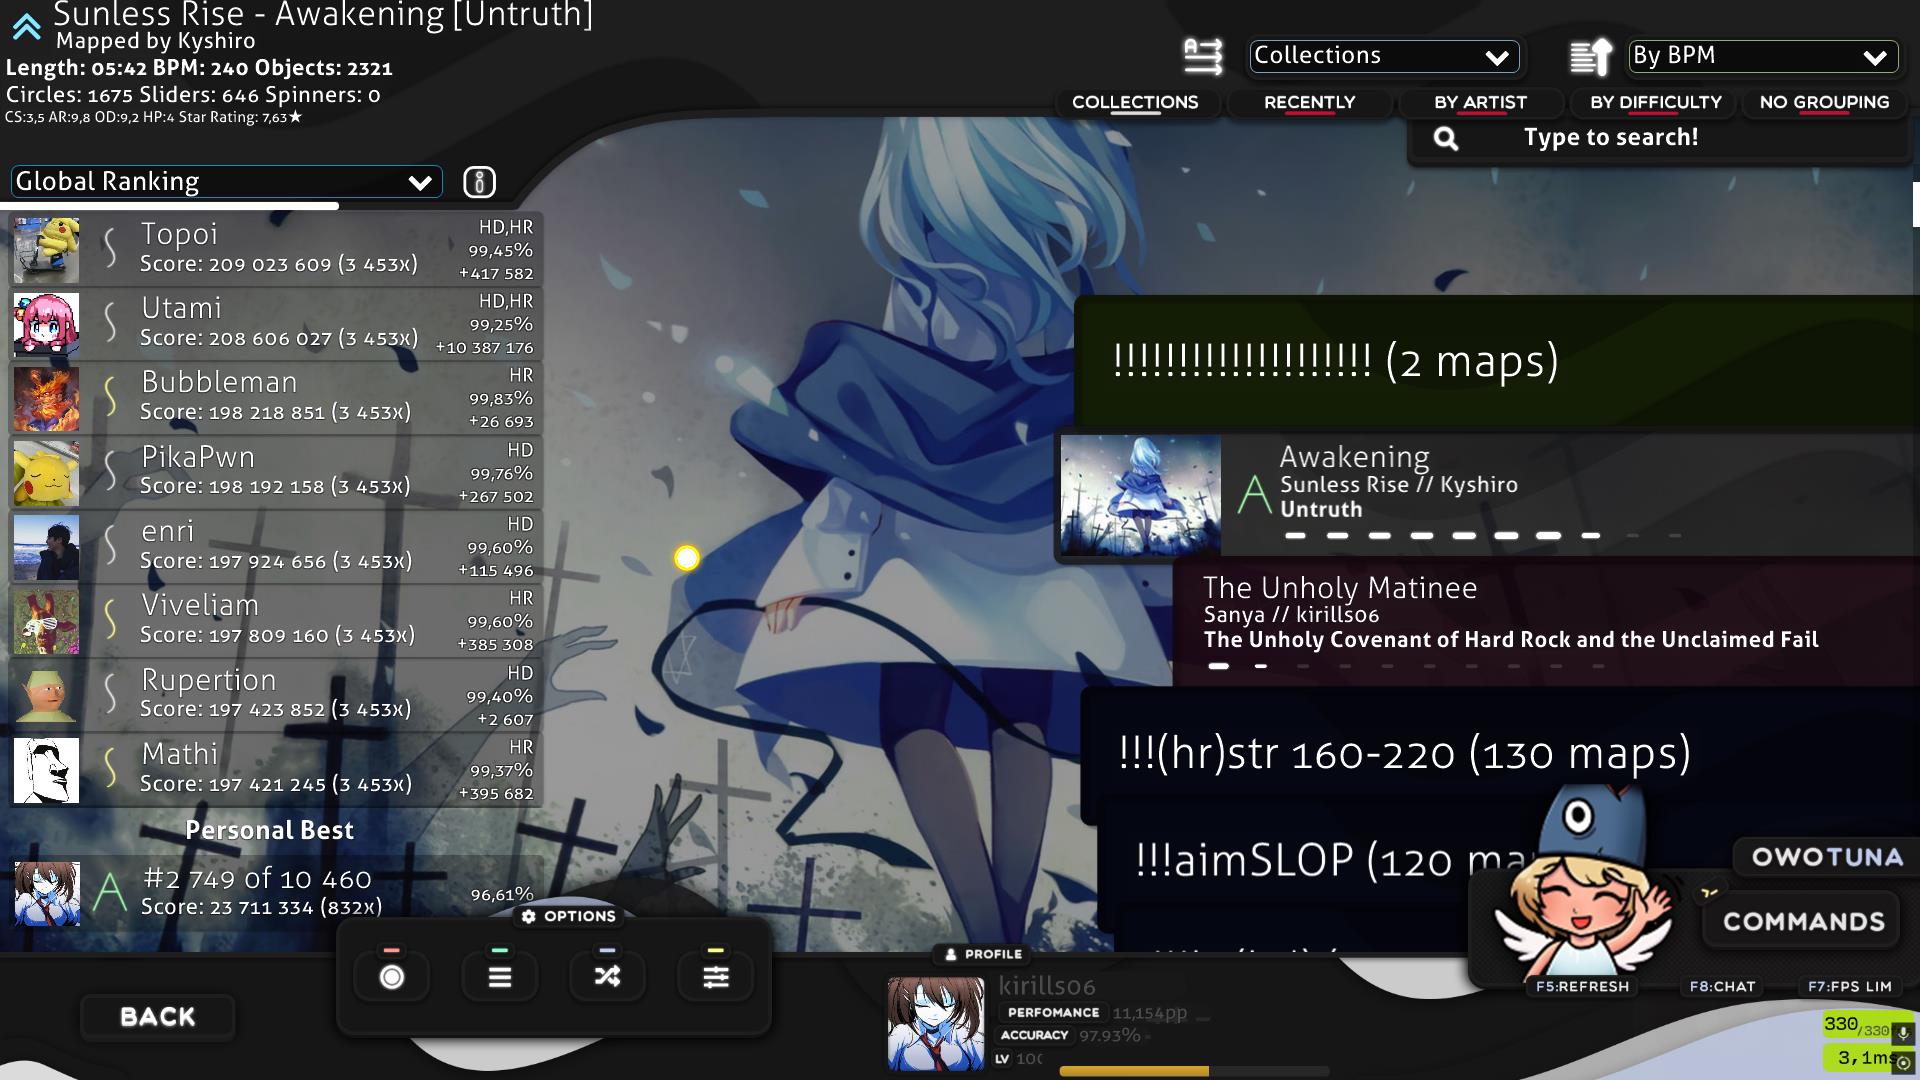 Sunless Rise - Awakening [Untruth]
Mapped by Kyshiro
Length: 05:42 BPM: 240 Objects: 2321
Circles: 1675 Sliders: 646 Spinners: 0
CS:3,5 AR:9,8 OD:9,2 HP:4 Star Rating: 7,63★
Collections
By BPM
COLLECTIONS
RECENTLY
BY ARTIST
BY DIFFICULTY
NO GROUPING
Type to search!
Global Ranking
Topoi
Score: 209 023 609 (3 453x)
HD,HR
99,45%
+417 582
Utami
Score: 208 606 027 (3 453x)
HD,HR
99,25%
+10 387 176
Bubbleman
Score: 198 218 851 (3 453x)
HR
99,83%
+26 693
PikaPwn
Score: 198 192 158 (3 453x)
HD
99,76%
+267 502
enri
Score: 197 924 656 (3 453x)
HD
99,60%
+115 496
Viveliam
Score: 197 809 160 (3 453x)
HR
99,60%
+385 308
Rupertion
Score: 197 423 852 (3 453x)
HD
99,40%
+2 607
Mathi
Score: 197 421 245 (3 453x)
HR
99,37%
+395 682
Personal Best
A
#2 749 of 10 460
Score: 23 711 334 (832x)
96,61%
!!!!!!!!!!!!!!!!!!!! (2 maps)
A
Awakening
Sunless Rise // Kyshiro
Untruth
The Unholy Matinee
Sanya // kirills06
The Unholy Covenant of Hard Rock and the Unclaimed Fail
!!!(hr)str 160-220 (130 maps)
!!!aimSLOP (120 ma
OWOTUNA
COMMANDS
F5:REFRESH
F8:CHAT
F7:FPS LIM
OPTIONS
BACK
PROFILE
kirills06
PERFOMANCE 11,154pp
ACCURACY 97.93%
LV 100
330/330
3,1ms